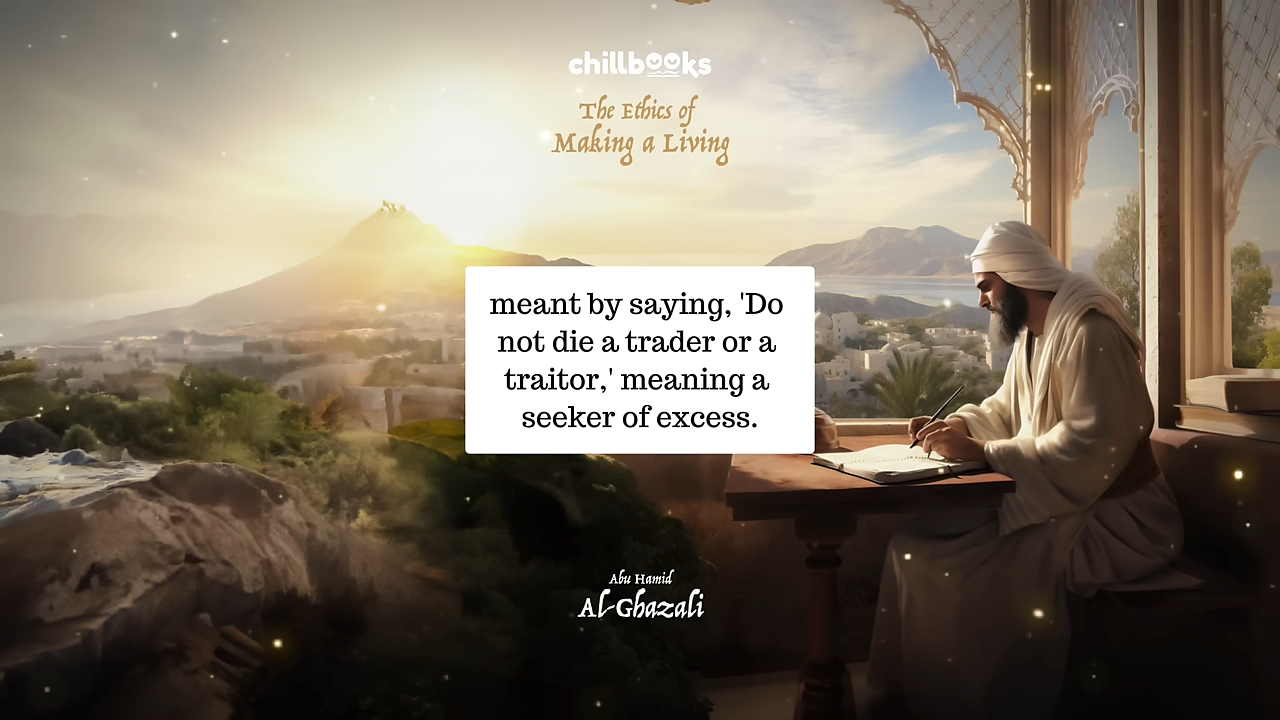 chillbooks
The Ethics of
Making a Living
meant by saying, 'Do
not die a trader or a
traitor,' meaning a
seeker of excess.
Abu Hamid
Al-Ghazali